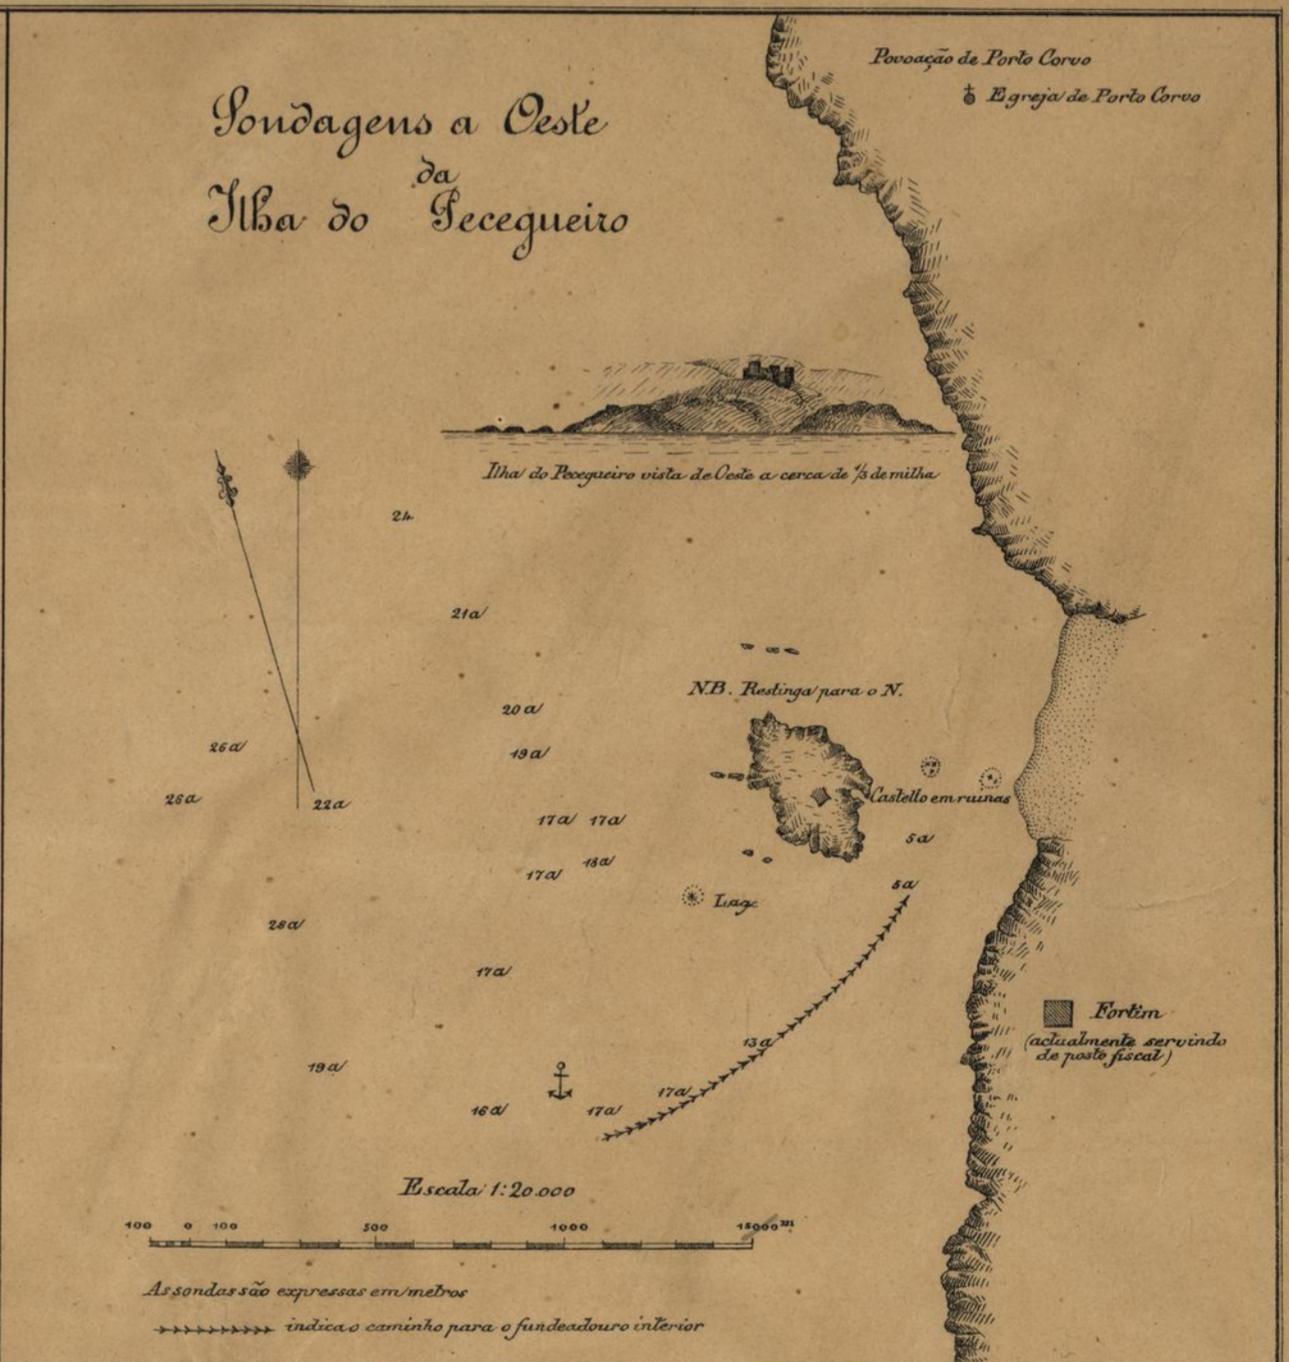 Povoação de Porto Corvo
Egreja de Porto Corvo
Sondagens a Oeste
da
Ilha do Pecegueiro
Ilha do Pecegueiro vista de Oeste a cerca de 1/3 de milha
24
21a
N.B. Restinga para o N.
20a
26a
19a
26a
22a
Castello em ruinas
17a 17a
5a
18a
17a
5a
Lage
28a
17a
Fortim
(actualmente servindo
de posto fiscal)
13a
19a
17a
16a
17a
Escala 1:20.000
100 0 100 500 1000 15000m
As sondas são expressas em metros
indica o caminho para o fundeadouro interior